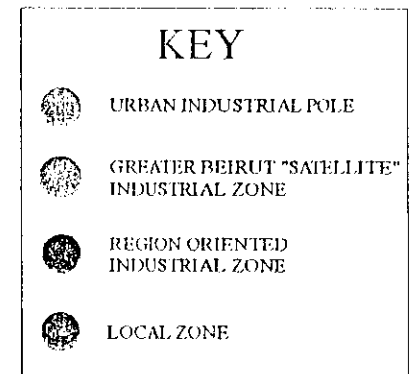 KEY
URBAN INDUSTRIAL POLE
GREATER BEIRUT "SATELLITE"
INDUSTRIAL ZONE
REGION ORIENTED
INDUSTRIAL ZONE
LOCAL ZONE